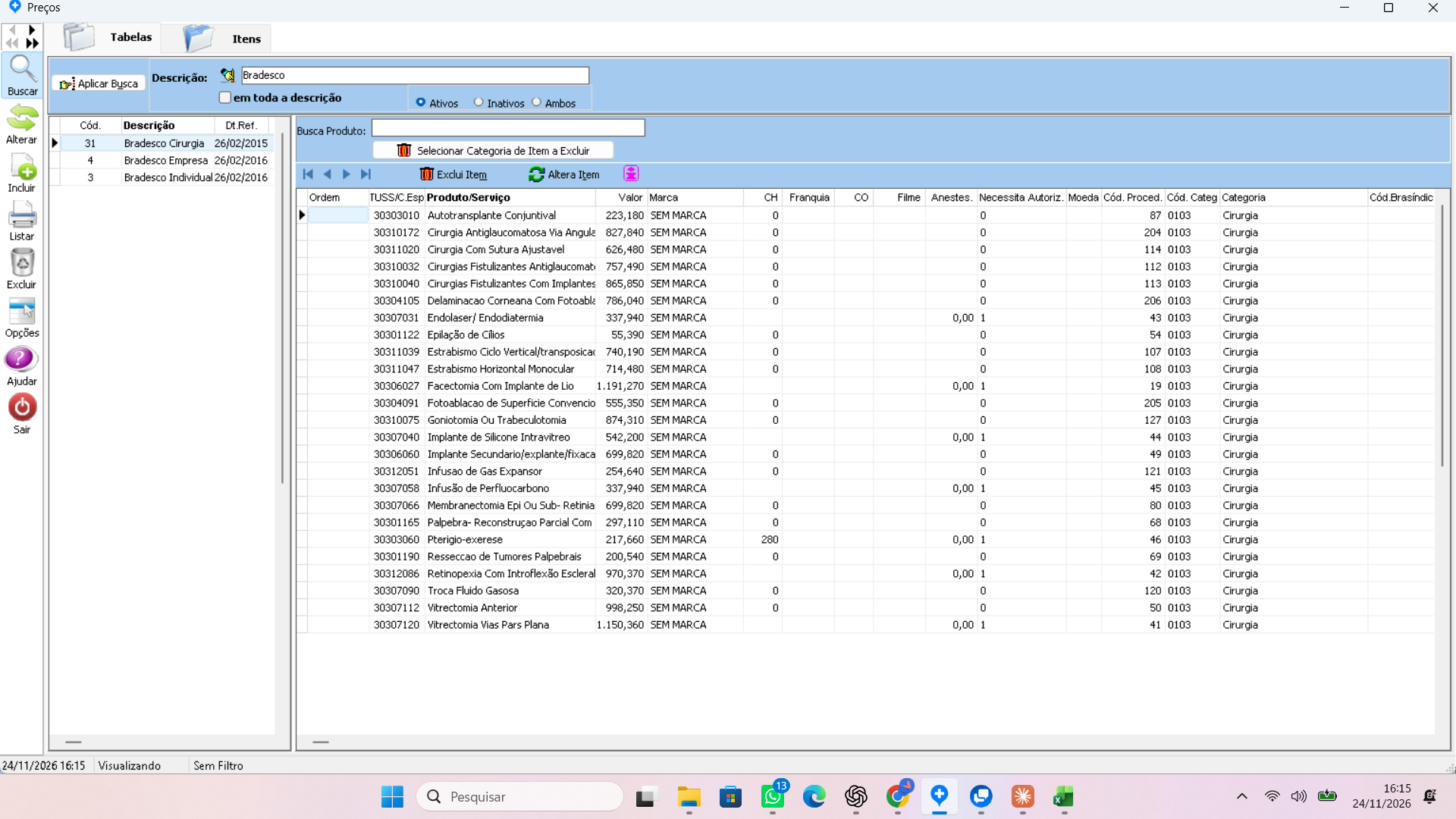 Preços
Tabelas
Itens
Buscar
Alterar
Incluir
Listar
Excluir
Opções
Ajudar
Sair
Aplicar Busca
Descrição: Bradesco
em toda a descrição
Ativos Inativos Ambos
Cód. Descrição Dt.Ref.
31 Bradesco Cirurgia 26/02/2015
4 Bradesco Empresa 26/02/2016
3 Bradesco Individual 26/02/2016
Busca Produto:
Selecionar Categoria de Item a Excluir
Exclui Item Altera Item
Ordem TUSS/C.Esp Produto/Serviço Valor Marca CH Franquia CO Filme Anestes. Necessita Autoriz. Moeda Cód. Proced. Cód. Categ Categoria Cód.Brasíndic
30303010 Autotransplante Conjuntival 223,180 SEM MARCA 0 0 87 0103 Cirurgia
30310172 Cirurgia Antiglaucomatosa Via Angula 827,840 SEM MARCA 0 0 204 0103 Cirurgia
30311020 Cirurgia Com Sutura Ajustavel 626,480 SEM MARCA 0 0 114 0103 Cirurgia
30310032 Cirurgias Fistulizantes Antiglaucomat 757,490 SEM MARCA 0 0 112 0103 Cirurgia
30310040 Cirurgias Fistulizantes Com Implantes 865,850 SEM MARCA 0 0 113 0103 Cirurgia
30304105 Delaminacao Corneana Com Fotoabla 786,040 SEM MARCA 0 0 206 0103 Cirurgia
30307031 Endolaser/ Endodiatermia 337,940 SEM MARCA 0,00 1 43 0103 Cirurgia
30301122 Epilação de Cílios 55,390 SEM MARCA 0 0 54 0103 Cirurgia
30311039 Estrabismo Ciclo Vertical/transposicao 740,190 SEM MARCA 0 0 107 0103 Cirurgia
30311047 Estrabismo Horizontal Monocular 714,480 SEM MARCA 0 0 108 0103 Cirurgia
30306027 Facectomia Com Implante de Lio 1.191,270 SEM MARCA 0,00 1 19 0103 Cirurgia
30304091 Fotoablacao de Superficie Convencio 555,350 SEM MARCA 0 0 205 0103 Cirurgia
30310075 Goniotomia Ou Trabeculotomia 874,310 SEM MARCA 0 0 127 0103 Cirurgia
30307040 Implante de Silicone Intravitreo 542,200 SEM MARCA 0,00 1 44 0103 Cirurgia
30306060 Implante Secundario/explante/fixaca 699,820 SEM MARCA 0 0 49 0103 Cirurgia
30312051 Infusao de Gas Expansor 254,640 SEM MARCA 0 0 121 0103 Cirurgia
30307058 Infusão de Perfluocarbono 337,940 SEM MARCA 0,00 1 45 0103 Cirurgia
30307066 Membranectomia Epi Ou Sub- Retinia 699,820 SEM MARCA 0 0 80 0103 Cirurgia
30301165 Palpebra- Reconstruçao Parcial Com 297,110 SEM MARCA 0 0 68 0103 Cirurgia
30303060 Pterigio-exerese 217,660 SEM MARCA 280 0,00 1 46 0103 Cirurgia
30301190 Resseccao de Tumores Palpebrais 200,540 SEM MARCA 0 0 69 0103 Cirurgia
30312086 Retinopexia Com Introflexão Escleral 970,370 SEM MARCA 0,00 1 42 0103 Cirurgia
30307090 Troca Fluido Gasosa 320,370 SEM MARCA 0 0 120 0103 Cirurgia
30307112 Vitrectomia Anterior 998,250 SEM MARCA 0 0 50 0103 Cirurgia
30307120 Vitrectomia Vias Pars Plana 1.150,360 SEM MARCA 0,00 1 41 0103 Cirurgia
24/11/2026 16:15 Visualizando Sem Filtro
Pesquisar
13
16:15
24/11/2026